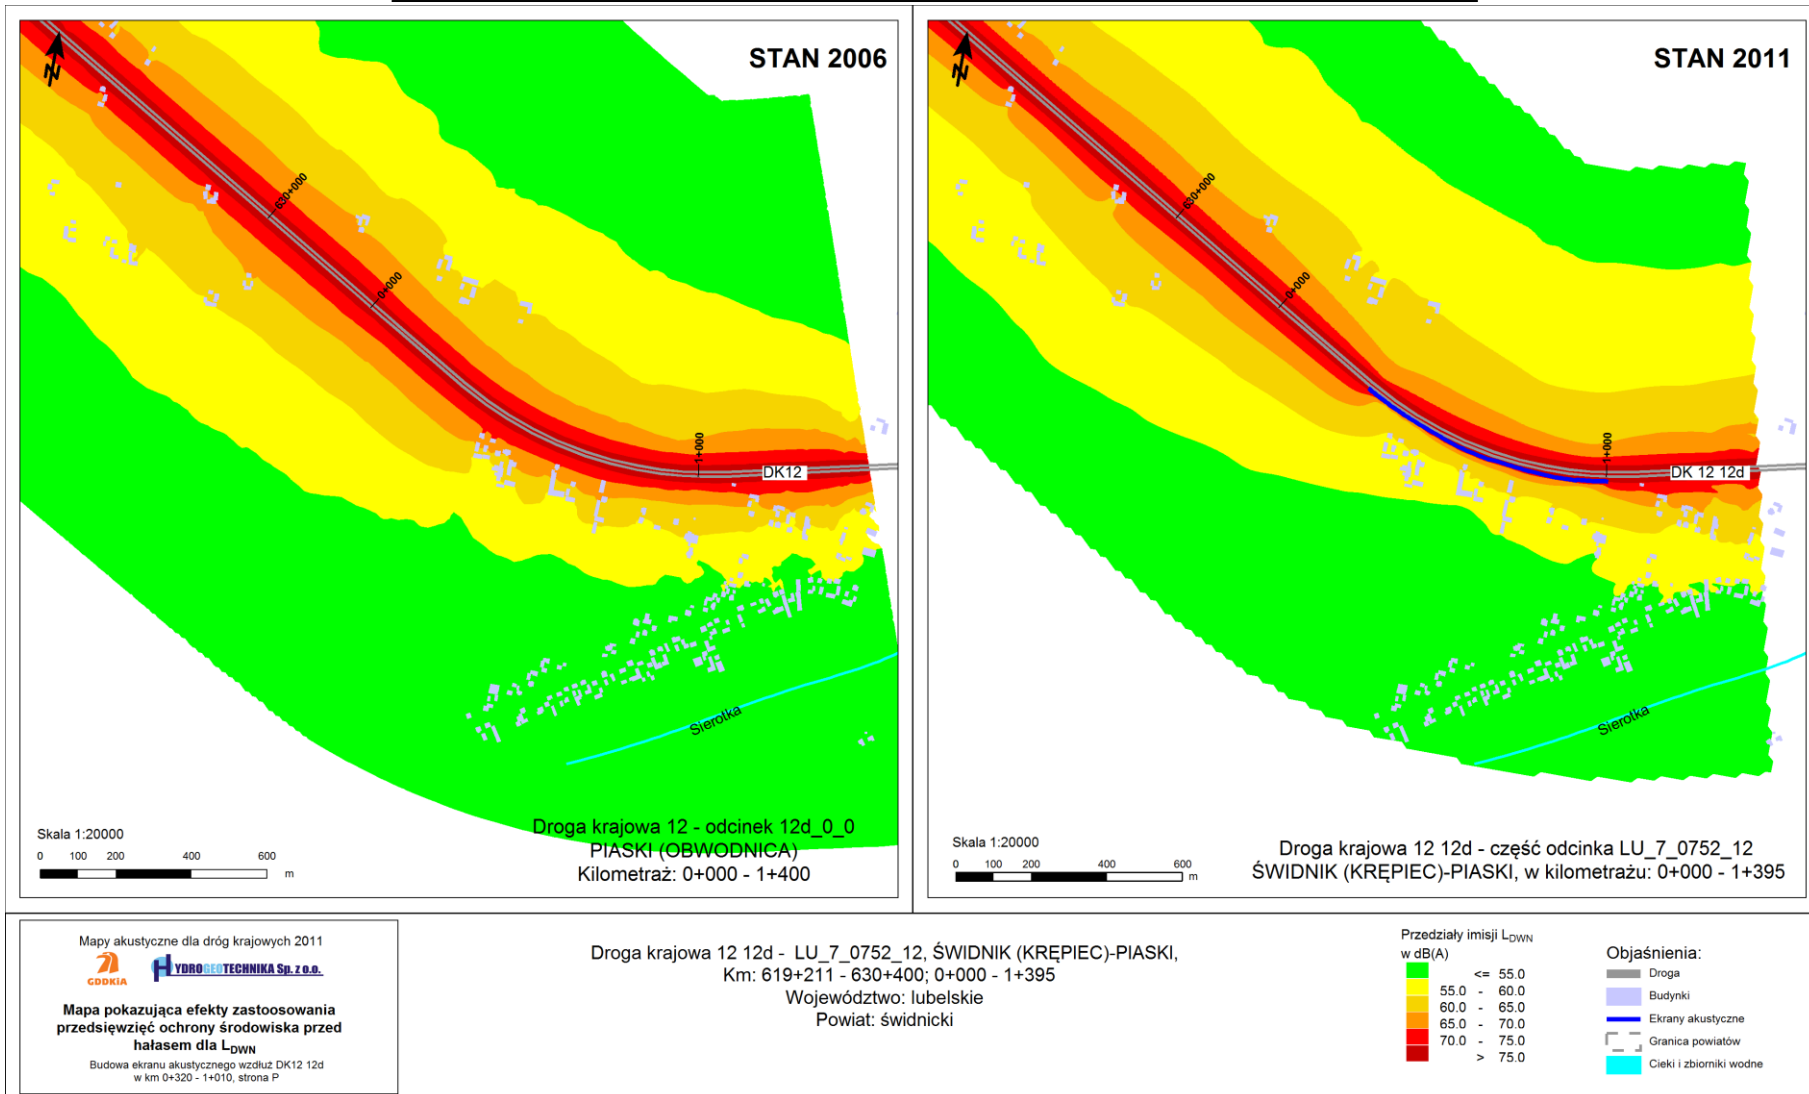 STAN 2006
N
630+000
0+000
1+000
DK12
Sierotka
Skala 1:20000
0 100 200 400 600
m
Droga krajowa 12 - odcinek 12d_0_0
PIASKI (OBWODNICA)
Kilometraż: 0+000 - 1+400
STAN 2011
N
630+000
0+000
1+000
DK 12 12d
Sierotka
Skala 1:20000
0 100 200 400 600
m
Droga krajowa 12 12d - część odcinka LU_7_0752_12
ŚWIDNIK (KRĘPIEC)-PIASKI, w kilometrażu: 0+000 - 1+395
Mapy akustyczne dla dróg krajowych 2011
GDDKiA
HYDROGEOTECHNIKA Sp. z o.o.
Mapa pokazująca efekty zastoosowania
przedsięwzięć ochrony środowiska przed
hałasem dla LDWN
Budowa ekranu akustycznego wzdłuż DK12 12d
w km 0+320 - 1+010, strona P
Droga krajowa 12 12d - LU_7_0752_12, ŚWIDNIK (KRĘPIEC)-PIASKI,
Km: 619+211 - 630+400; 0+000 - 1+395
Województwo: lubelskie
Powiat: świdnicki
Przedziały imisji LDWN
w dB(A)
<= 55.0
55.0 - 60.0
60.0 - 65.0
65.0 - 70.0
70.0 - 75.0
> 75.0
Objaśnienia:
Droga
Budynki
Ekrany akustyczne
Granica powiatów
Cieki i zbiorniki wodne